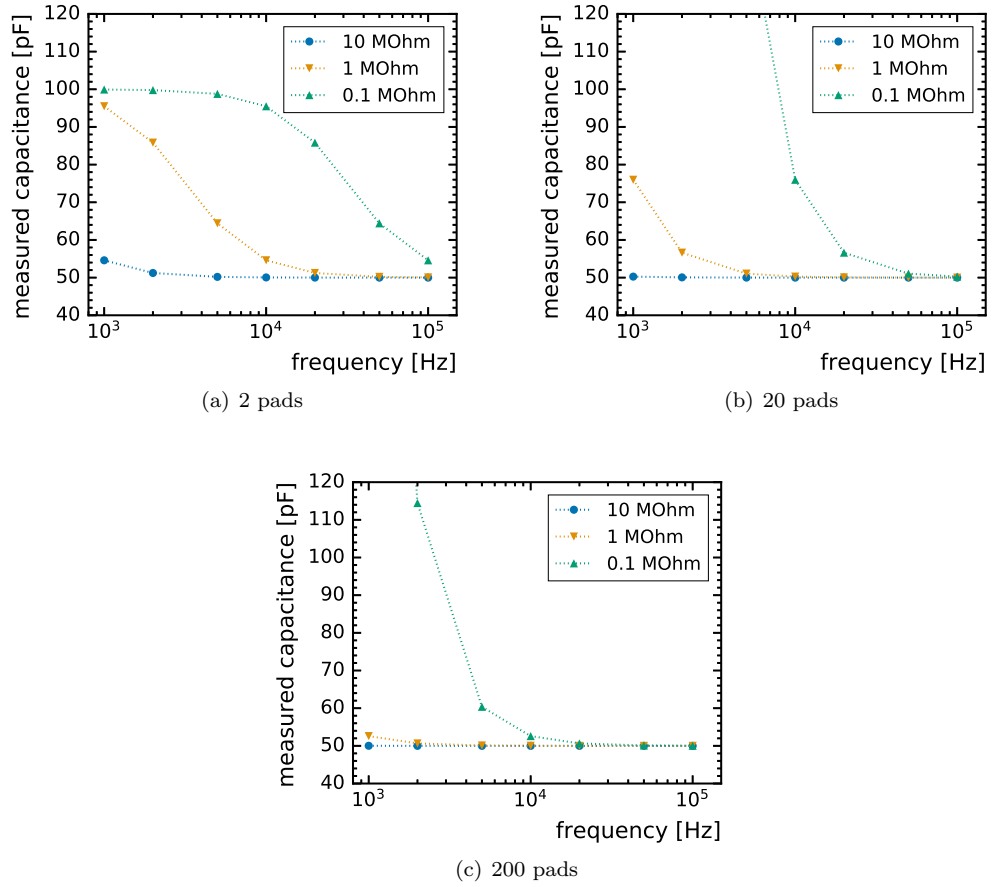 measured capacitance [pF]
120
110
100
90
80
70
60
50
40
10 MOhm
1 MOhm
0.1 MOhm
10³ 10⁴ 10⁵
frequency [Hz]
(a) 2 pads
measured capacitance [pF]
120
110
100
90
80
70
60
50
40
10 MOhm
1 MOhm
0.1 MOhm
10³ 10⁴ 10⁵
frequency [Hz]
(b) 20 pads
measured capacitance [pF]
120
110
100
90
80
70
60
50
40
10 MOhm
1 MOhm
0.1 MOhm
10³ 10⁴ 10⁵
frequency [Hz]
(c) 200 pads